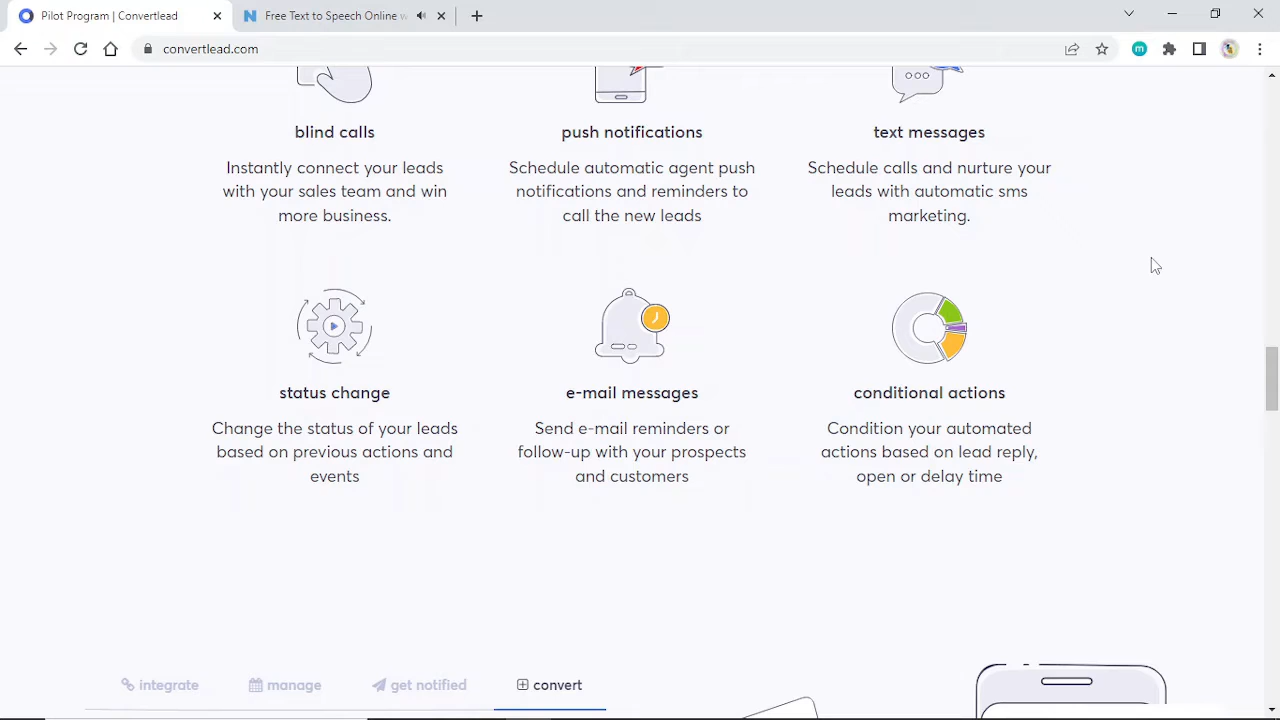 Pilot Program | Convertlead
Free Text to Speech Online w
convertlead.com
m
blind calls
push notifications
text messages
Instantly connect your leads
with your sales team and win
more business.
Schedule automatic agent push
notifications and reminders to
call the new leads
Schedule calls and nurture your
leads with automatic sms
marketing.
status change
e-mail messages
conditional actions
Change the status of your leads
based on previous actions and
events
Send e-mail reminders or
follow-up with your prospects
and customers
Condition your automated
actions based on lead reply,
open or delay time
integrate
manage
get notified
convert